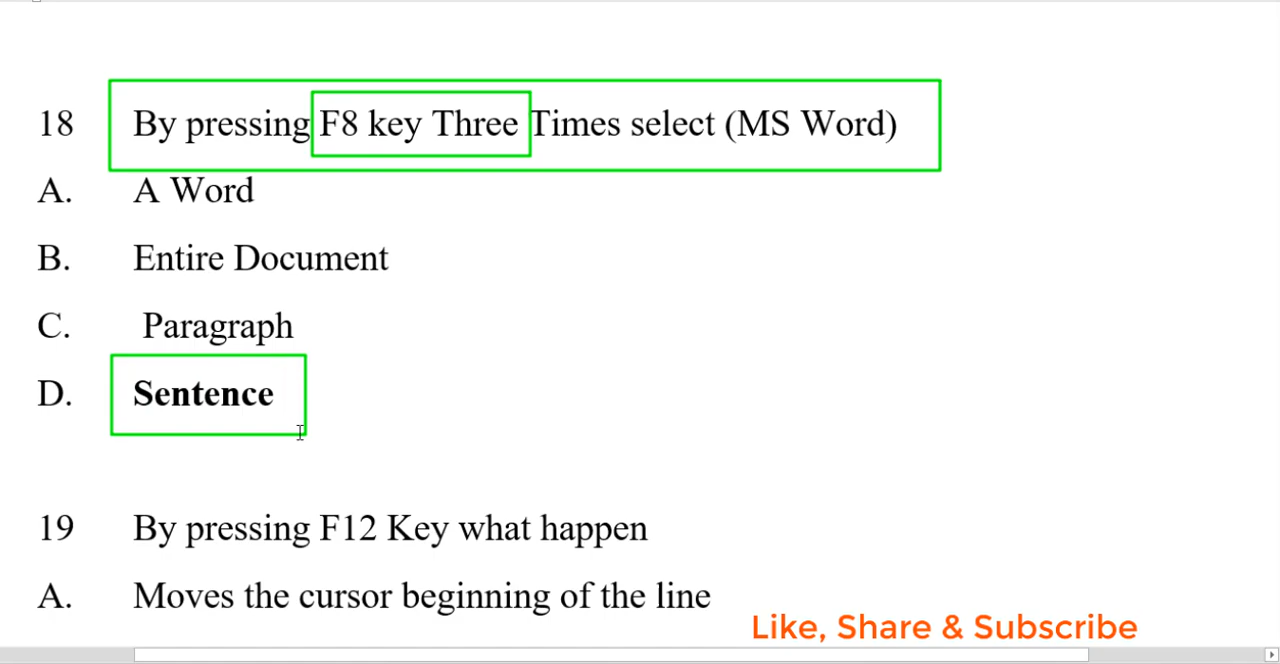 18 By pressing F8 key Three Times select (MS Word)
A. A Word
B. Entire Document
C. Paragraph
D. Sentence
19 By pressing F12 Key what happen
A. Moves the cursor beginning of the line
Like, Share & Subscribe